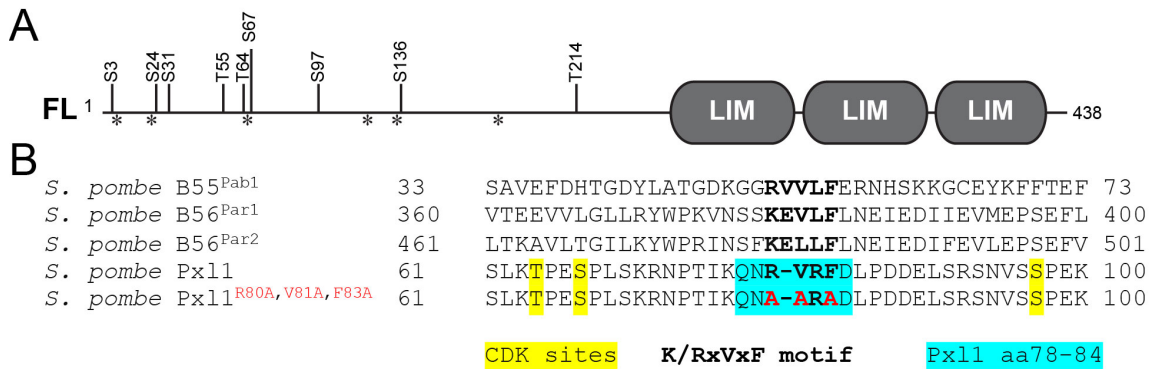 A
S3 S24 S31 T55 T64 S67 S97 S136 T214
FL 1 LIM LIM LIM 438
* * * * * *
B
S. pombe B55Pab1 33 SAVEFDHTGDYLATGDKGGRVVLFERNHSKKGCEYKFFTEF 73
S. pombe B56Par1 360 VTEEVVLGLLRYWPKVNSSKEVLFLNEIEDIIEVMEPSEFL 400
S. pombe B56Par2 461 LTKAVLTGILKYWPRINSFKELLFLNEIEDIFEVLEPSEFV 501
S. pombe Pxl1 61 SLKTPESPLSKRNPTIKQNR-VRFDLPDDELSRSNVSSPEK 100
S. pombe Pxl1R80A,V81A,F83A 61 SLKTPESPLSKRNPTIKQNA-ARADLPDDELSRSNVSSPEK 100
CDK sites K/RxVxF motif Pxl1 aa78-84